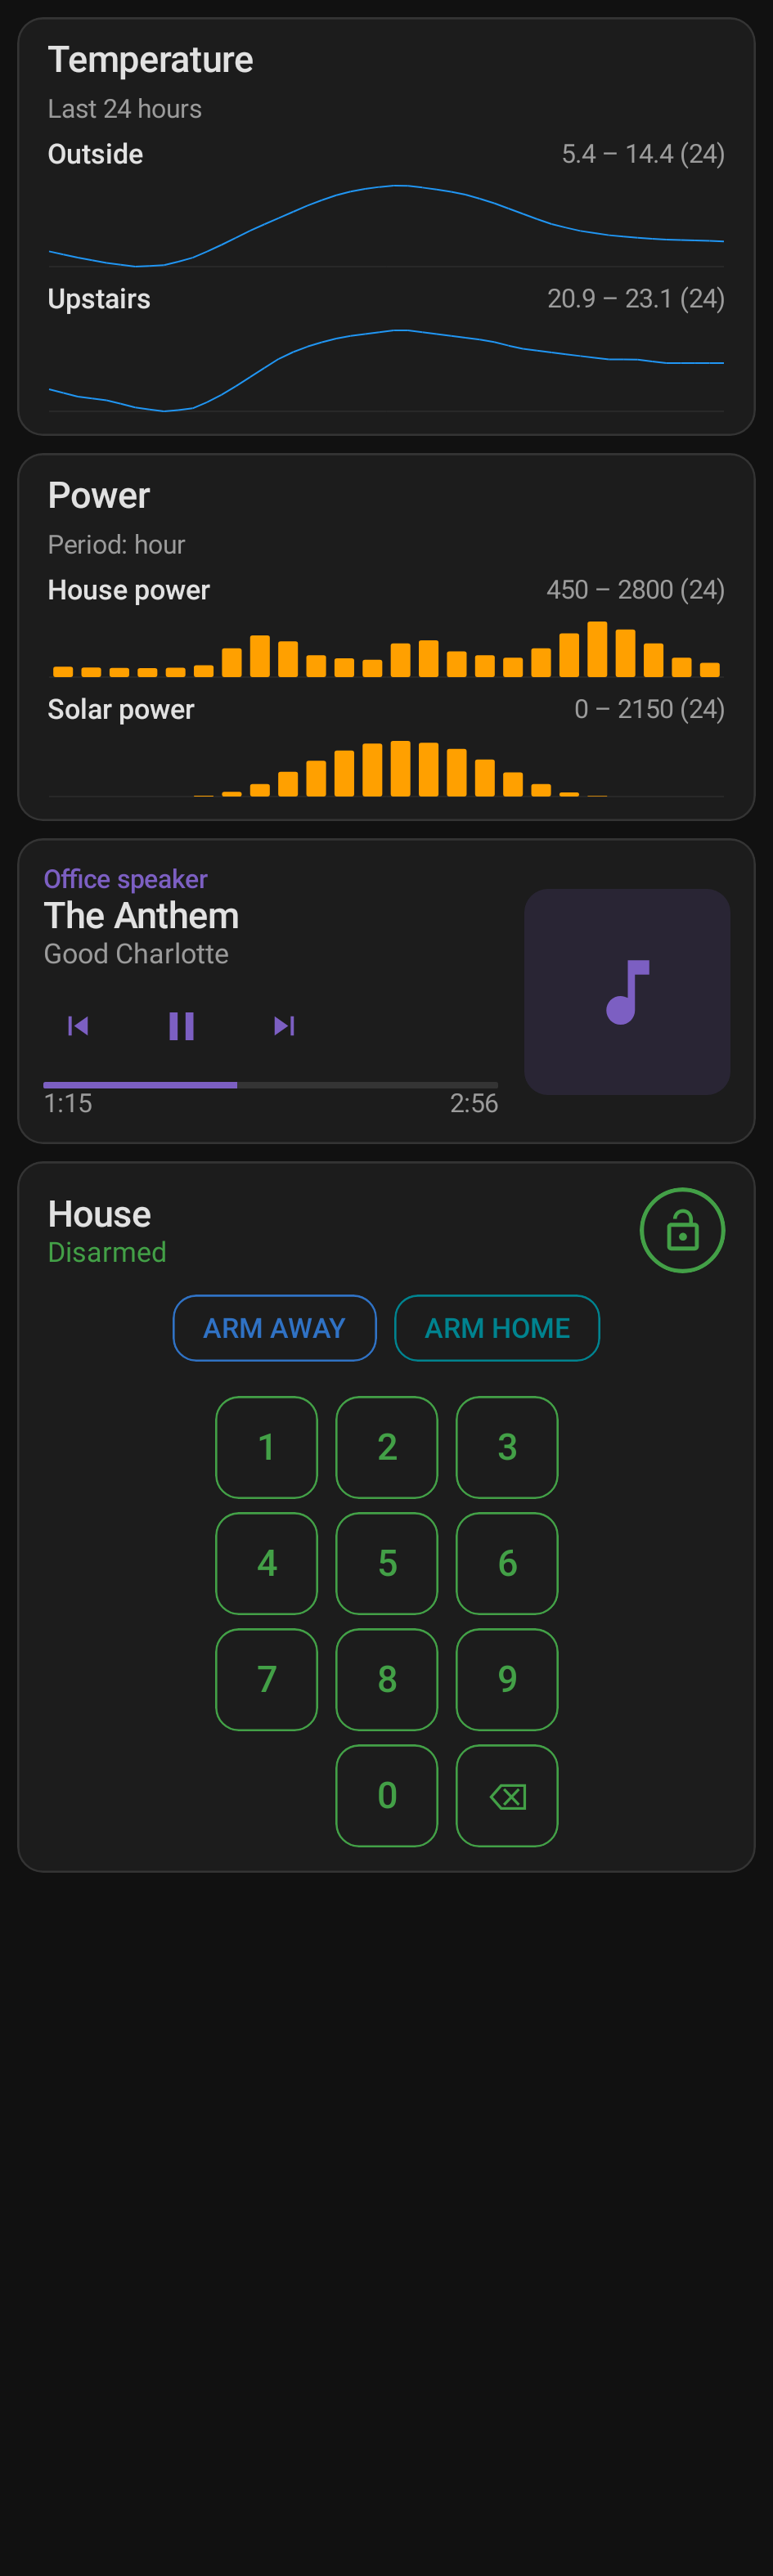 Temperature
Last 24 hours
Outside 5.4 – 14.4 (24)
Upstairs 20.9 – 23.1 (24)
Power
Period: hour
House power 450 – 2800 (24)
Solar power 0 – 2150 (24)
Office speaker
The Anthem
Good Charlotte
1:15 2:56
House
Disarmed
ARM AWAY ARM HOME
1 2 3
4 5 6
7 8 9
0